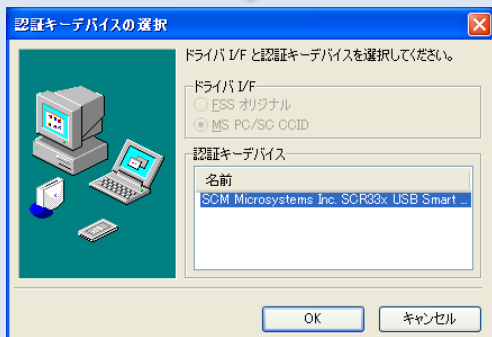 認証キーデバイスの選択
ドライバ I/F と認証キーデバイスを選択してください。
ドライバ I/F
FSS オリジナル
MS PC/SC CCID
認証キーデバイス
名前
SCM Microsystems Inc. SCR33x USB Smart ...
OK
キャンセル